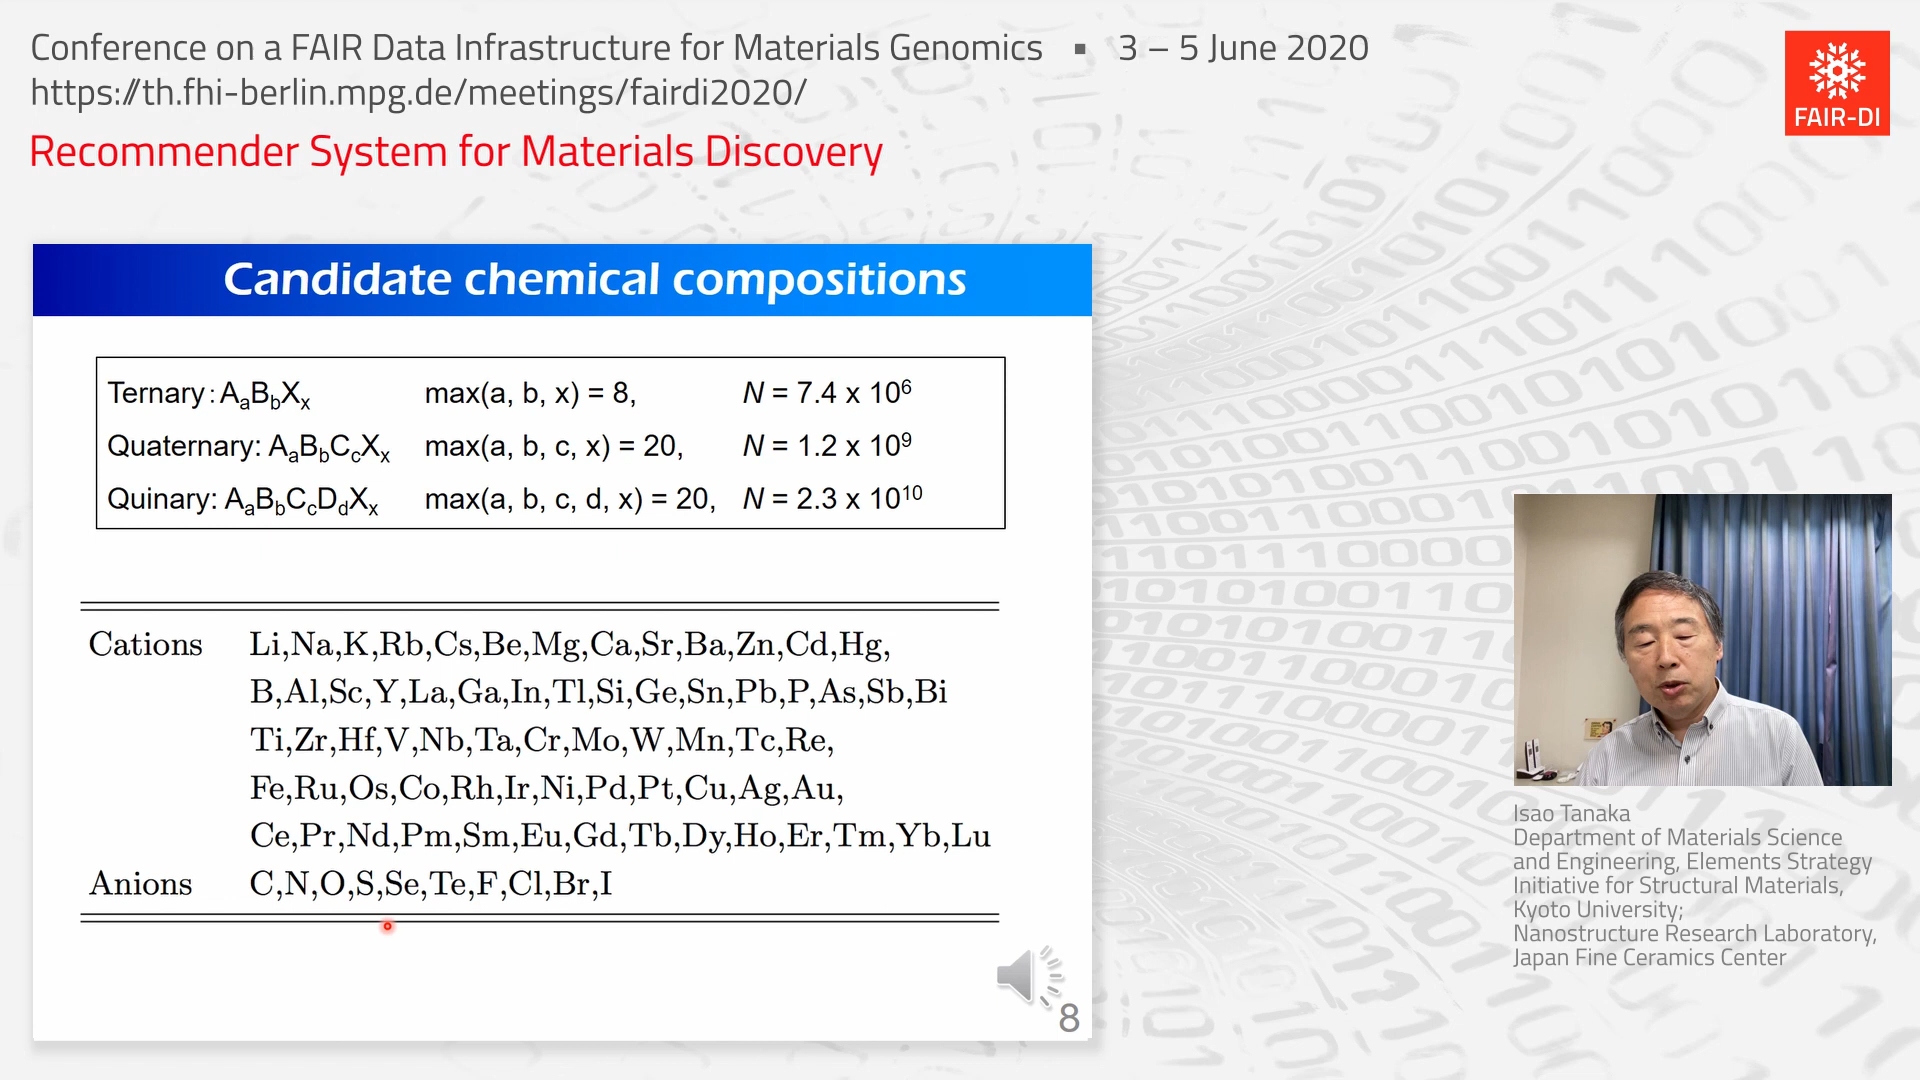 Conference on a FAIR Data Infrastructure for Materials Genomics ▪ 3 – 5 June 2020
https://th.fhi-berlin.mpg.de/meetings/fairdi2020/
Recommender System for Materials Discovery
FAIR-DI
Candidate chemical compositions
Ternary : AaBbXx max(a, b, x) = 8, N = 7.4 x 10⁶
Quaternary: AaBbCcXx max(a, b, c, x) = 20, N = 1.2 x 10⁹
Quinary: AaBbCcDdXx max(a, b, c, d, x) = 20, N = 2.3 x 10¹⁰
Cations Li,Na,K,Rb,Cs,Be,Mg,Ca,Sr,Ba,Zn,Cd,Hg,
B,Al,Sc,Y,La,Ga,In,Tl,Si,Ge,Sn,Pb,P,As,Sb,Bi
Ti,Zr,Hf,V,Nb,Ta,Cr,Mo,W,Mn,Tc,Re,
Fe,Ru,Os,Co,Rh,Ir,Ni,Pd,Pt,Cu,Ag,Au,
Ce,Pr,Nd,Pm,Sm,Eu,Gd,Tb,Dy,Ho,Er,Tm,Yb,Lu
Anions C,N,O,S,Se,Te,F,Cl,Br,I
8
Isao Tanaka
Department of Materials Science
and Engineering, Elements Strategy
Initiative for Structural Materials,
Kyoto University;
Nanostructure Research Laboratory,
Japan Fine Ceramics Center